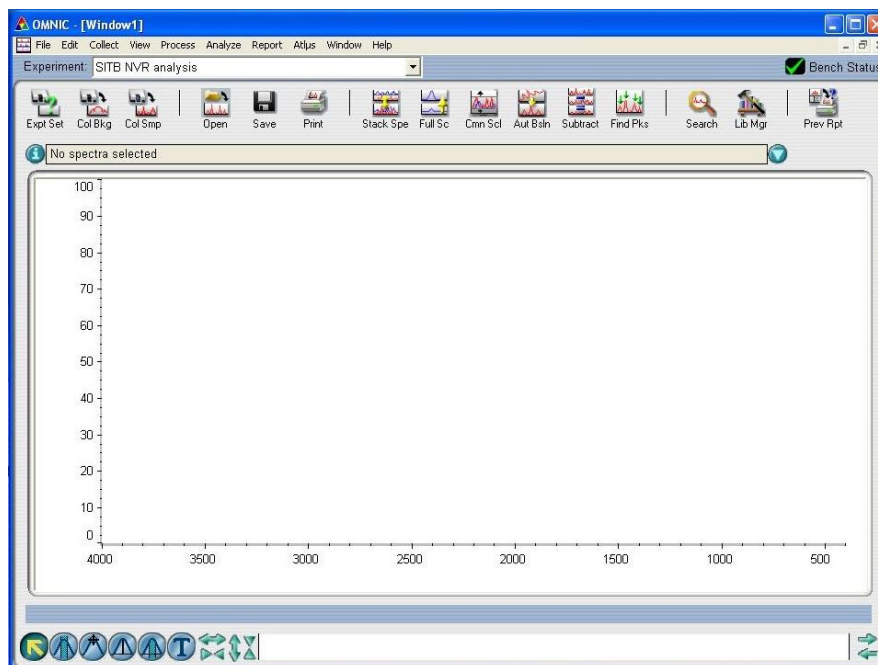 OMNIC - [Window1]
File Edit Collect View Process Analyze Report Atlµs Window Help
Experiment: SITB NVR analysis Bench Status
Expt Set Col Bkg Col Smp Open Save Print Stack Spe Full Sc Cmn Scl Aut Bsln Subtract Find Pks Search Lib Mgr Prev Rpt
No spectra selected
100
90
80
70
60
50
40
30
20
10
0
4000 3500 3000 2500 2000 1500 1000 500
T